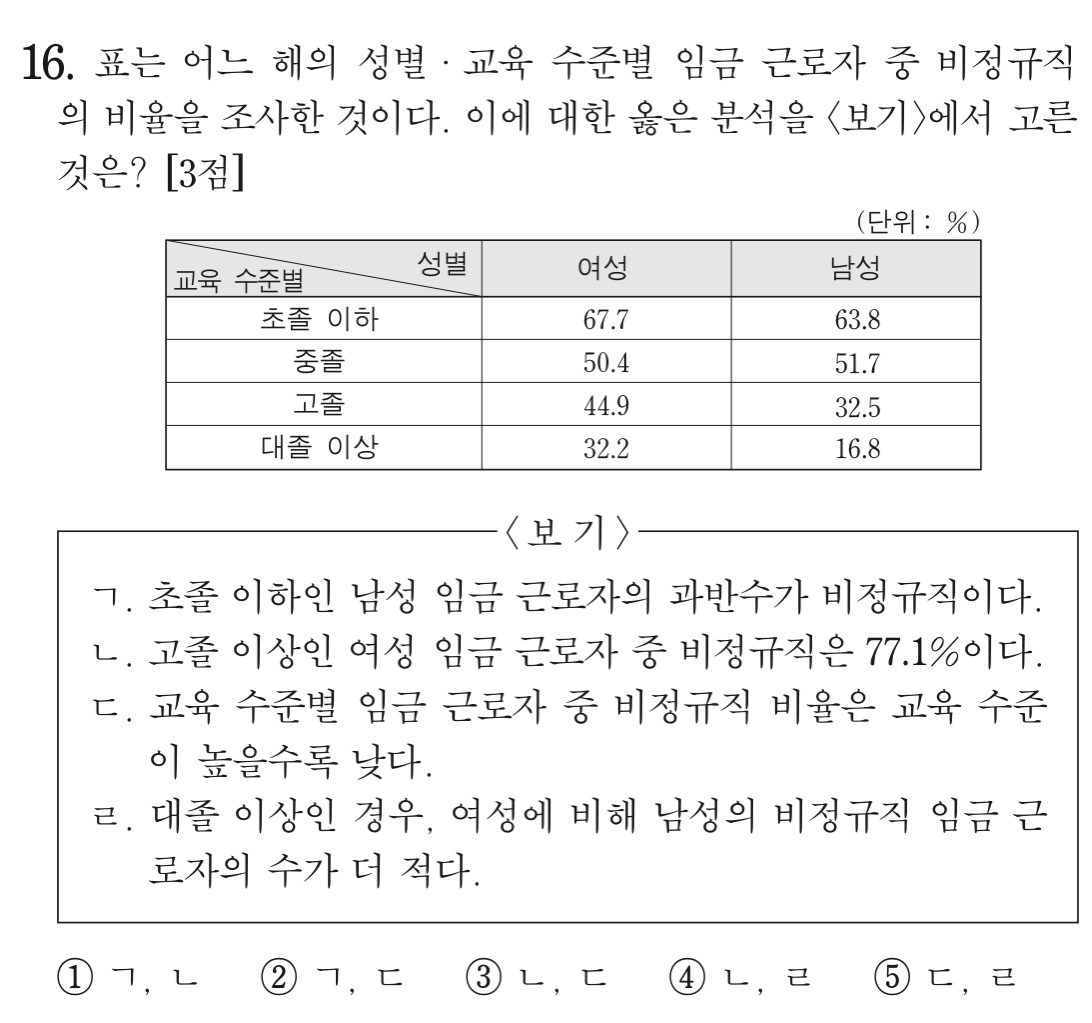 16. 표는 어느 해의 성별 · 교육 수준별 임금 근로자 중 비정규직
의 비율을 조사한 것이다. 이에 대한 옳은 분석을 〈보기〉에서 고른
것은? [3점]
(단위 : %)
성별
교육 수준별
여성 남성
초졸 이하 67.7 63.8
중졸 50.4 51.7
고졸 44.9 32.5
대졸 이상 32.2 16.8
〈보 기〉
ㄱ. 초졸 이하인 남성 임금 근로자의 과반수가 비정규직이다.
ㄴ. 고졸 이상인 여성 임금 근로자 중 비정규직은 77.1%이다.
ㄷ. 교육 수준별 임금 근로자 중 비정규직 비율은 교육 수준
이 높을수록 낮다.
ㄹ. 대졸 이상인 경우, 여성에 비해 남성의 비정규직 임금 근
로자의 수가 더 적다.
① ㄱ, ㄴ ② ㄱ, ㄷ ③ ㄴ, ㄷ ④ ㄴ, ㄹ ⑤ ㄷ, ㄹ